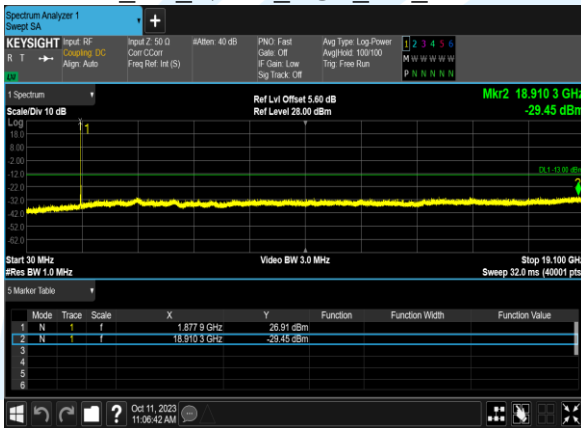 Spectrum Analyzer 1
Swept SA
KEYSIGHT Input: RF Input Z: 50 Ω #Atten: 40 dB PNO: Fast Avg Type: Log-Power 1 2 3 4 5 6
R T Coupling: DC Corr CCorr Gate: Off Avg|Hold: 100/100 M W W W W W
Align: Auto Freq Ref: Int (S) IF Gain: Low Trig: Free Run
LV Sig Track: Off P N N N N N
1 Spectrum Ref Lvl Offset 5.60 dB Mkr2 18.910 3 GHz
Scale/Div 10 dB Ref Level 28.00 dBm -29.45 dBm
Log
18.0
8.00
-2.00
-12.0
-22.0
-32.0
-42.0
-52.0
-62.0
1
DL1 -13.00 dBm
2
Start 30 MHz Video BW 3.0 MHz Stop 19.100 GHz
#Res BW 1.0 MHz Sweep 32.0 ms (40001 pts
5 Marker Table
Mode Trace Scale X Y Function Function Width Function Value
1 N 1 f 1.877 9 GHz 26.91 dBm
2 N 1 f 18.910 3 GHz -29.45 dBm
3
4
5
6
? Oct 11, 2023
11:06:42 AM